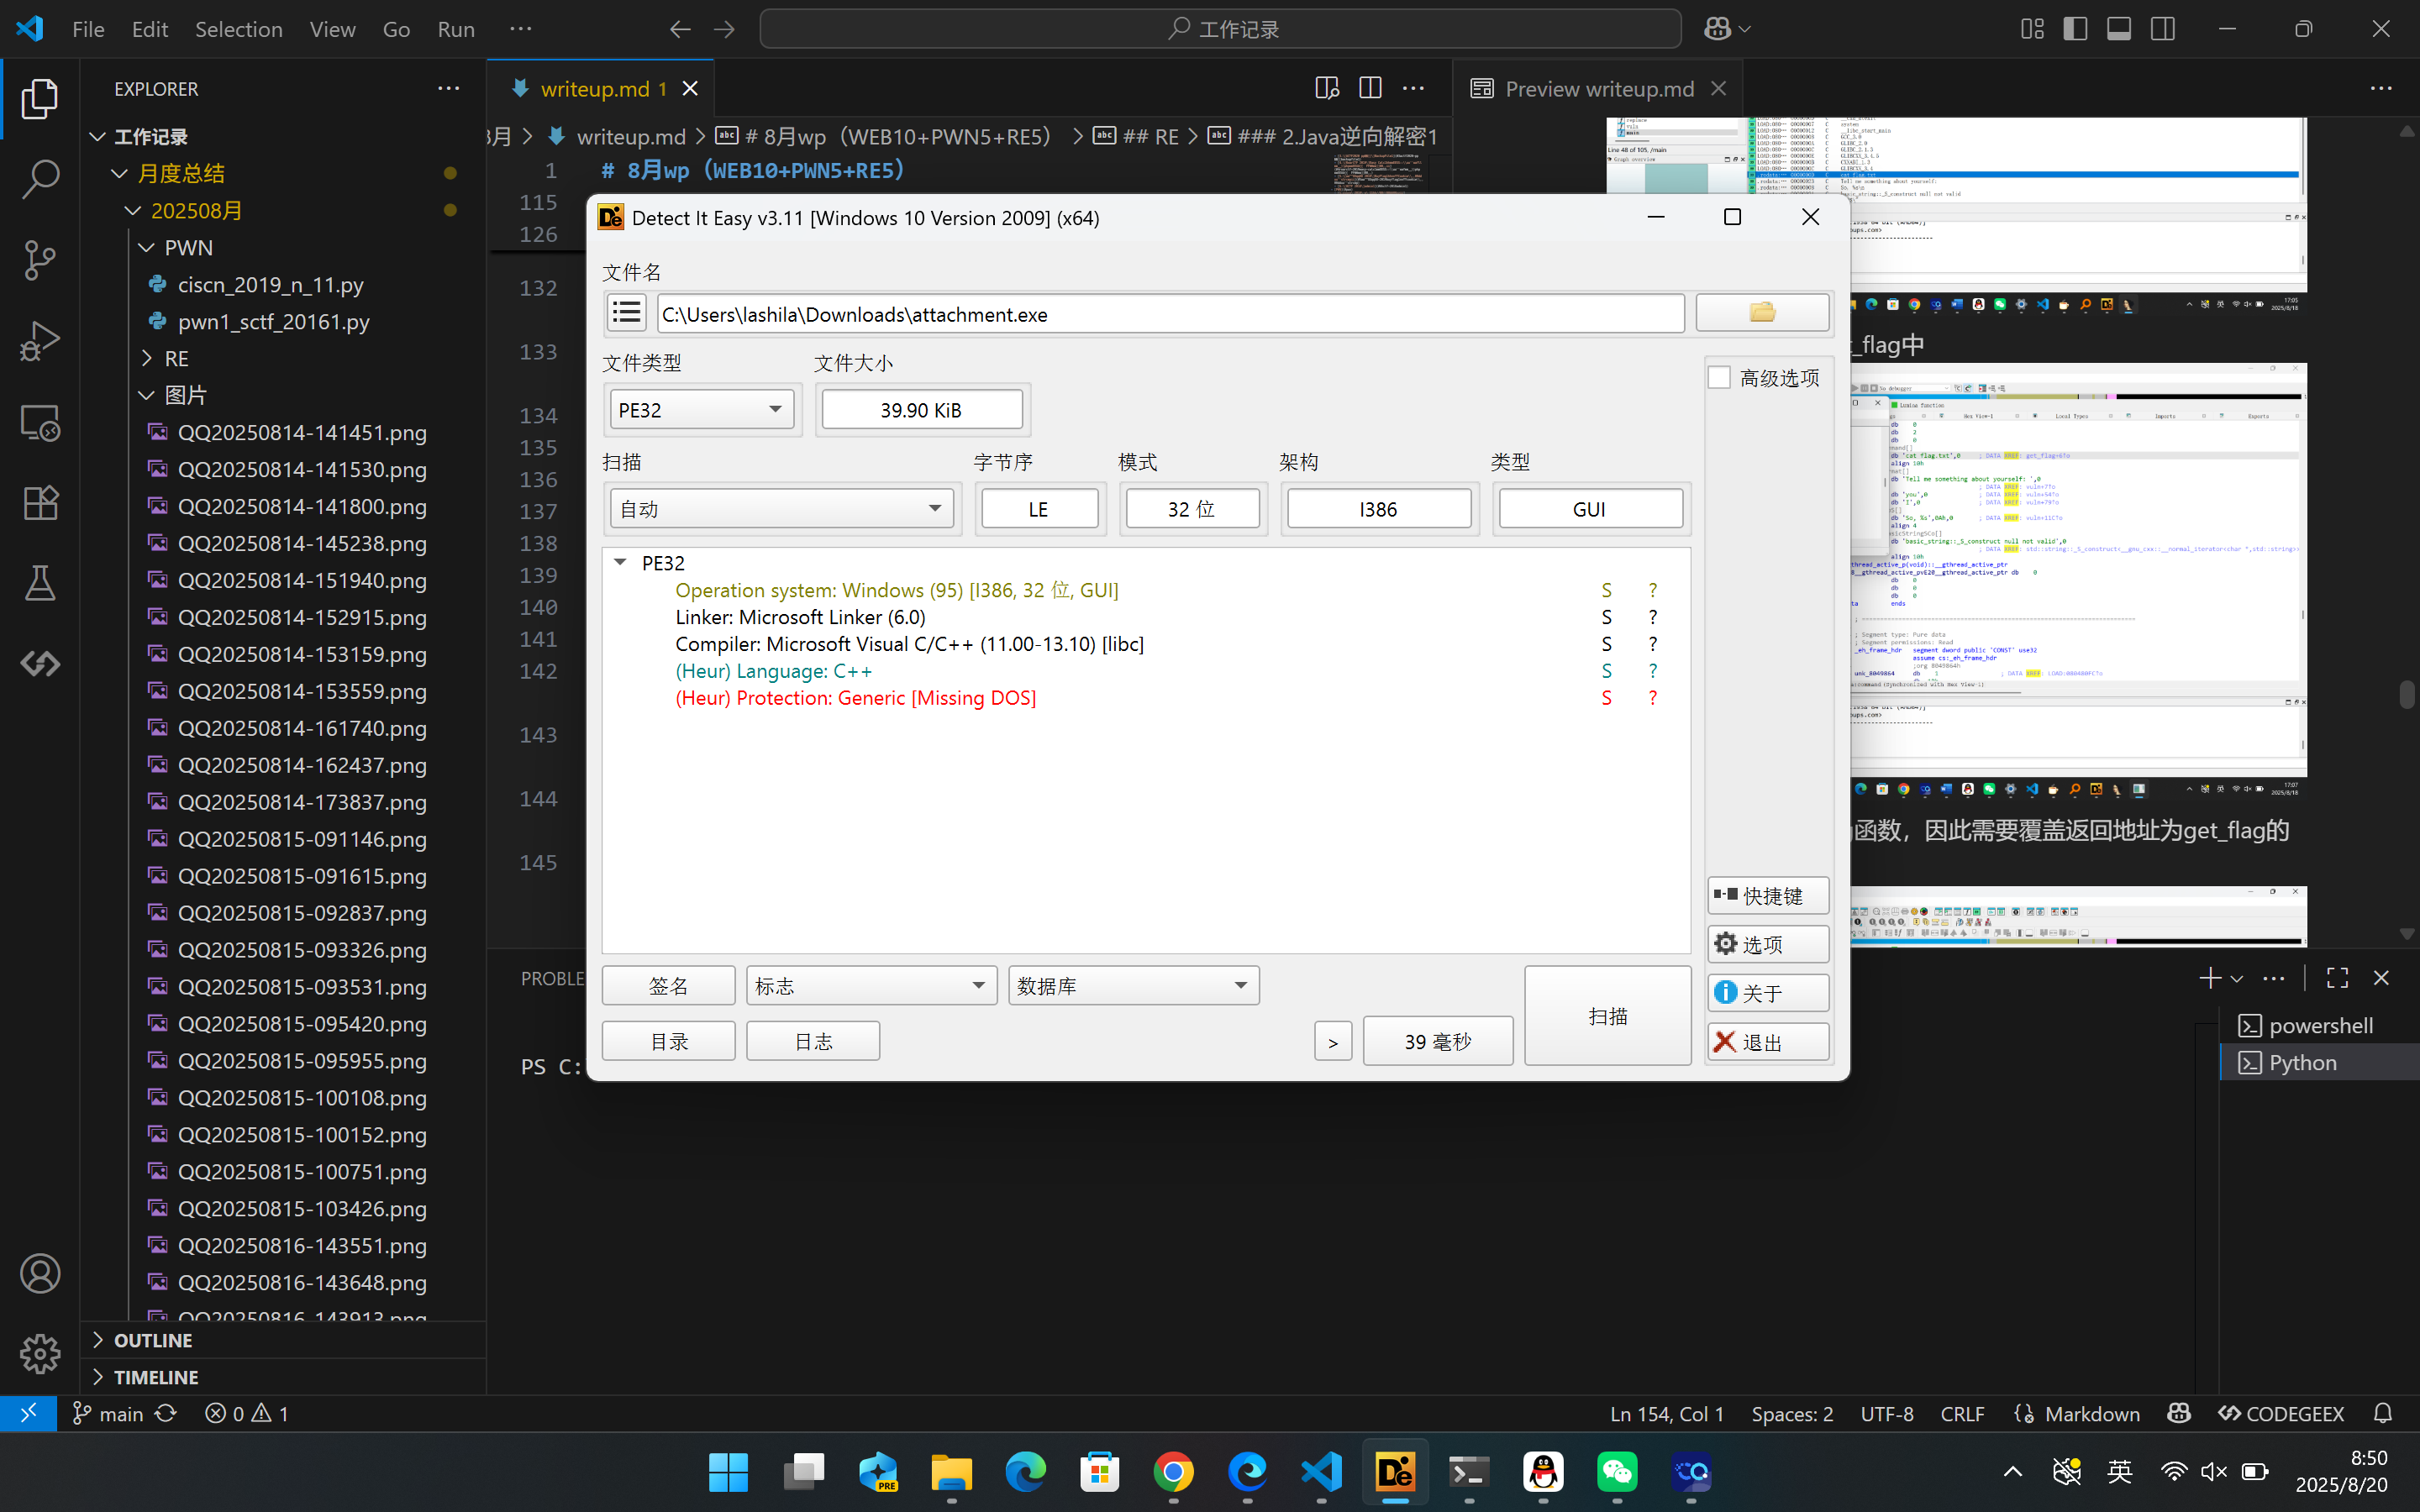 File Edit Selection View Go Run ···
工作记录
EXPLORER
工作记录
月度总结
202508月
PWN
ciscn_2019_n_11.py
pwn1_sctf_20161.py
RE
图片
QQ20250814-141451.png
QQ20250814-141530.png
QQ20250814-141800.png
QQ20250814-145238.png
QQ20250814-151940.png
QQ20250814-152915.png
QQ20250814-153159.png
QQ20250814-153559.png
QQ20250814-161740.png
QQ20250814-162437.png
QQ20250814-173837.png
QQ20250815-091146.png
QQ20250815-091615.png
QQ20250815-092837.png
QQ20250815-093326.png
QQ20250815-093531.png
QQ20250815-095420.png
QQ20250815-095955.png
QQ20250815-100108.png
QQ20250815-100152.png
QQ20250815-100751.png
QQ20250815-103426.png
QQ20250816-143551.png
QQ20250816-143648.png
QQ20250816-143913.png
OUTLINE
TIMELINE
writeup.md 1
Preview writeup.md
月 > writeup.md > # 8月wp（WEB10+PWN5+RE5） > ## RE > ### 2.Java逆向解密1
1 # 8月wp（WEB10+PWN5+RE5）
115
126
132
133
134
135
136
137
138
139
140
141
142
143
144
145
Detect It Easy v3.11 [Windows 10 Version 2009] (x64)
文件名
C:\Users\lashila\Downloads\attachment.exe
文件类型 文件大小
PE32 39.90 KiB
高级选项
扫描 字节序 模式 架构 类型
自动 LE 32 位 I386 GUI
PE32
Operation system: Windows (95) [I386, 32 位, GUI] S ?
Linker: Microsoft Linker (6.0) S ?
Compiler: Microsoft Visual C/C++ (11.00-13.10) [libc] S ?
(Heur) Language: C++ S ?
(Heur) Protection: Generic [Missing DOS] S ?
快捷键
选项
关于
退出
签名 标志 数据库
扫描
目录 日志 > 39 毫秒
_flag中
函数，因此需要覆盖返回地址为get_flag的
PROBLE
PS C:
powershell
Python
main 0 1
Ln 154, Col 1 Spaces: 2 UTF-8 CRLF Markdown CODEGEEX
PRE
英
8:50
2025/8/20